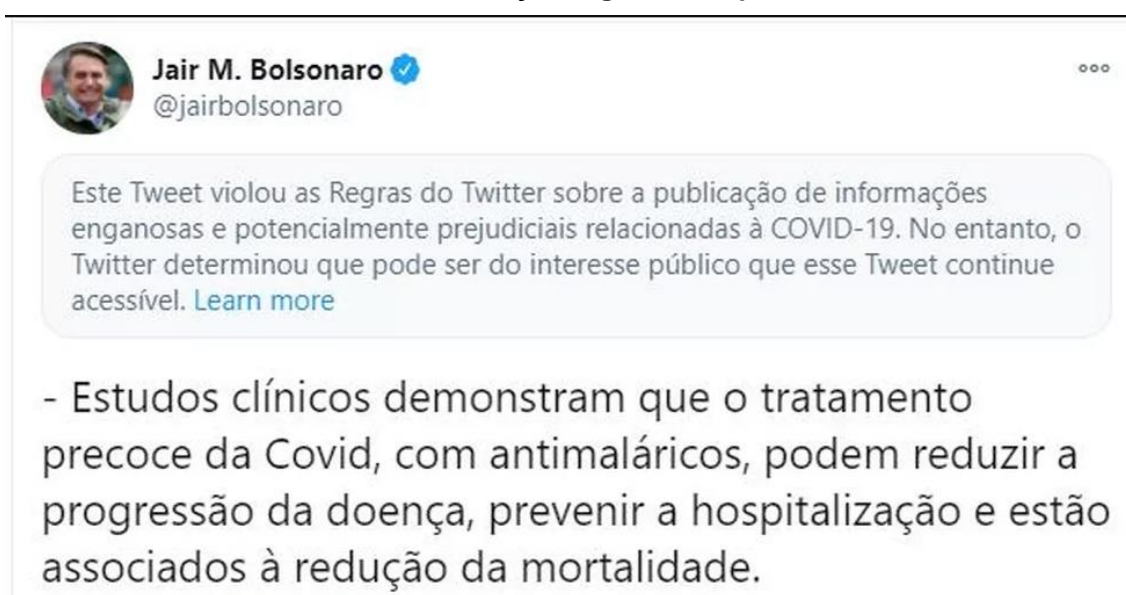 Jair M. Bolsonaro
@jairbolsonaro
Este Tweet violou as Regras do Twitter sobre a publicação de informações
enganosas e potencialmente prejudiciais relacionadas à COVID-19. No entanto, o
Twitter determinou que pode ser do interesse público que esse Tweet continue
acessível. Learn more
- Estudos clínicos demonstram que o tratamento
precoce da Covid, com antimaláricos, podem reduzir a
progressão da doença, prevenir a hospitalização e estão
associados à redução da mortalidade.